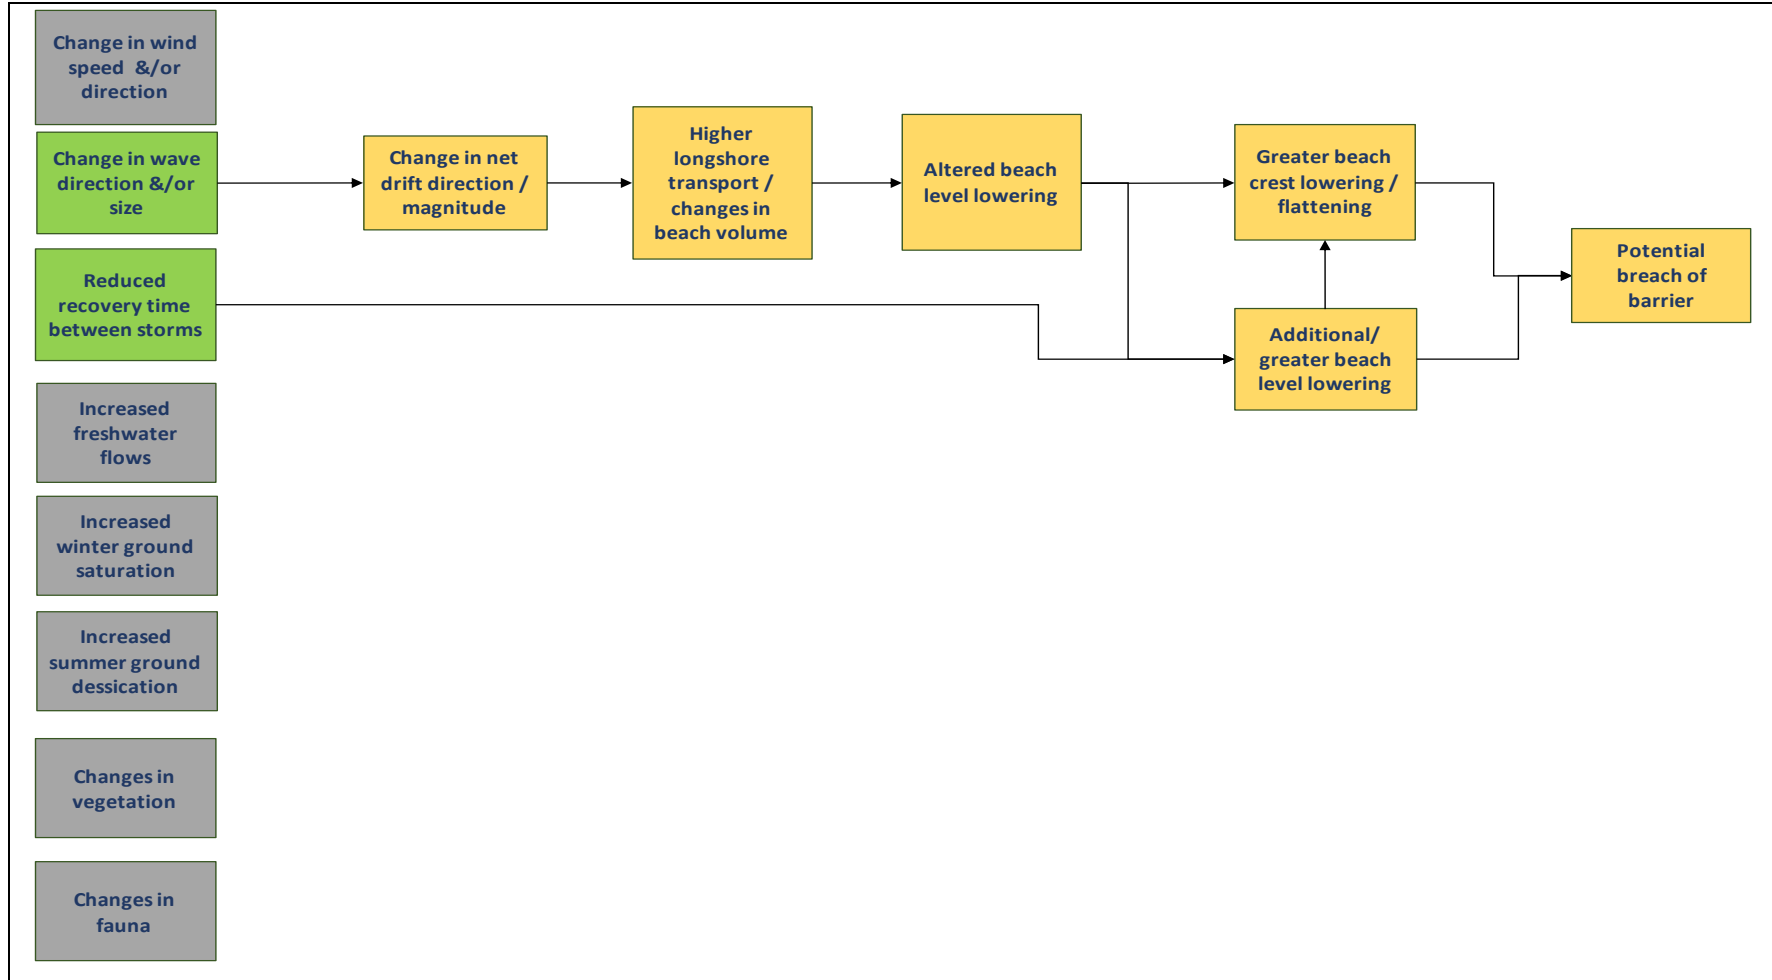 Change in wind
speed &/or
direction
Change in wave
direction &/or
size
Change in net
drift direction /
magnitude
Higher
longshore
transport /
changes in
beach volume
Altered beach
level lowering
Greater beach
crest lowering /
flattening
Potential
breach of
barrier
Reduced
recovery time
between storms
Additional/
greater beach
level lowering
Increased
freshwater
flows
Increased
winter ground
saturation
Increased
summer ground
dessication
Changes in
vegetation
Changes in
fauna